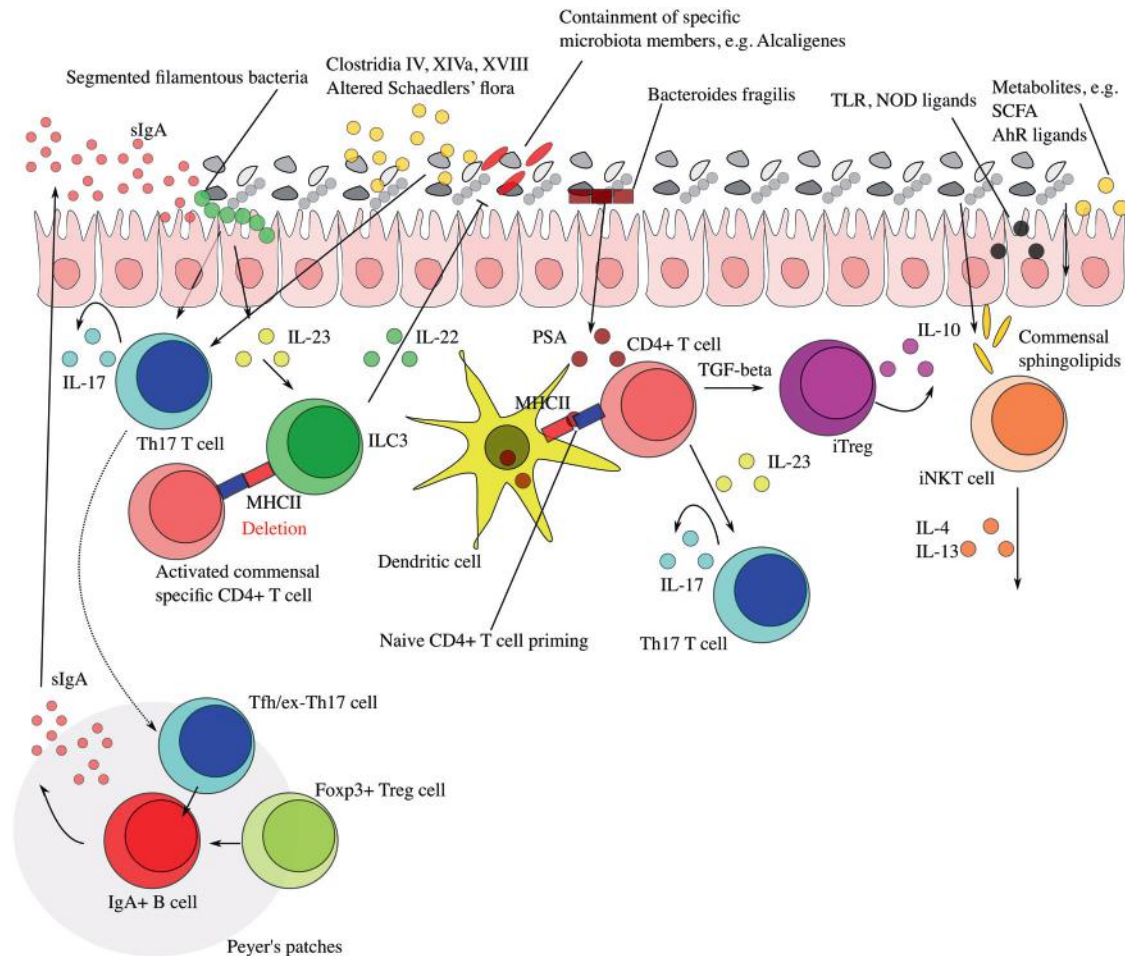 Containment of specific
microbiota members, e.g. Alcaligenes
Clostridia IV, XIVa, XVIII
Altered Schaedlers' flora
Segmented filamentous bacteria
Bacteroides fragilis
TLR, NOD ligands
Metabolites, e.g.
SCFA
AhR ligands
sIgA
IL-23
IL-22
PSA
CD4+ T cell
IL-10
Commensal
sphingolipids
IL-17
TGF-beta
MHCII
Th17 T cell
ILC3
iTreg
IL-23
iNKT cell
MHCII
Deletion
IL-4
IL-13
Dendritic cell
IL-17
Activated commensal
specific CD4+ T cell
Naive CD4+ T cell priming
Th17 T cell
sIgA
Tfh/ex-Th17 cell
Foxp3+ Treg cell
IgA+ B cell
Peyer's patches